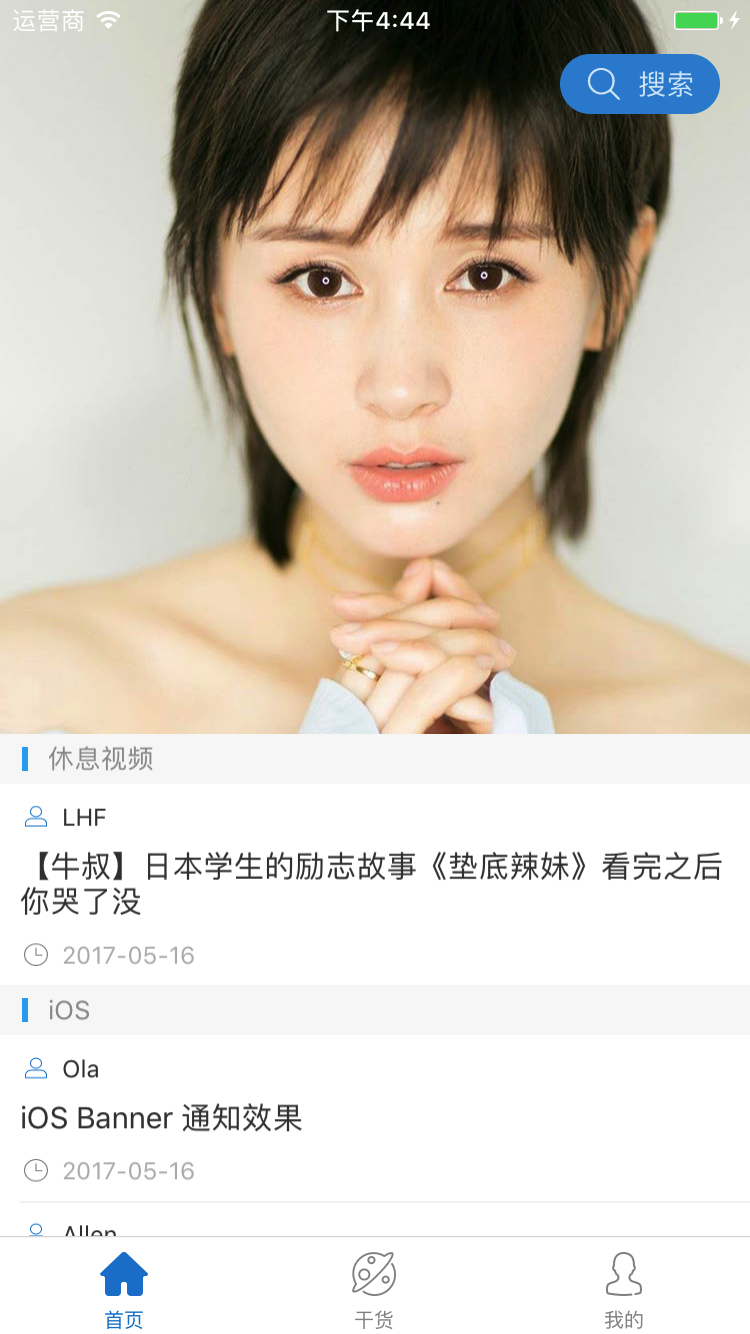 运营商 下午4:44
搜索
休息视频
LHF
【牛叔】日本学生的励志故事《垫底辣妹》看完之后
你哭了没
2017-05-16
iOS
Ola
iOS Banner 通知效果
2017-05-16
Allen
首页 干货 我的